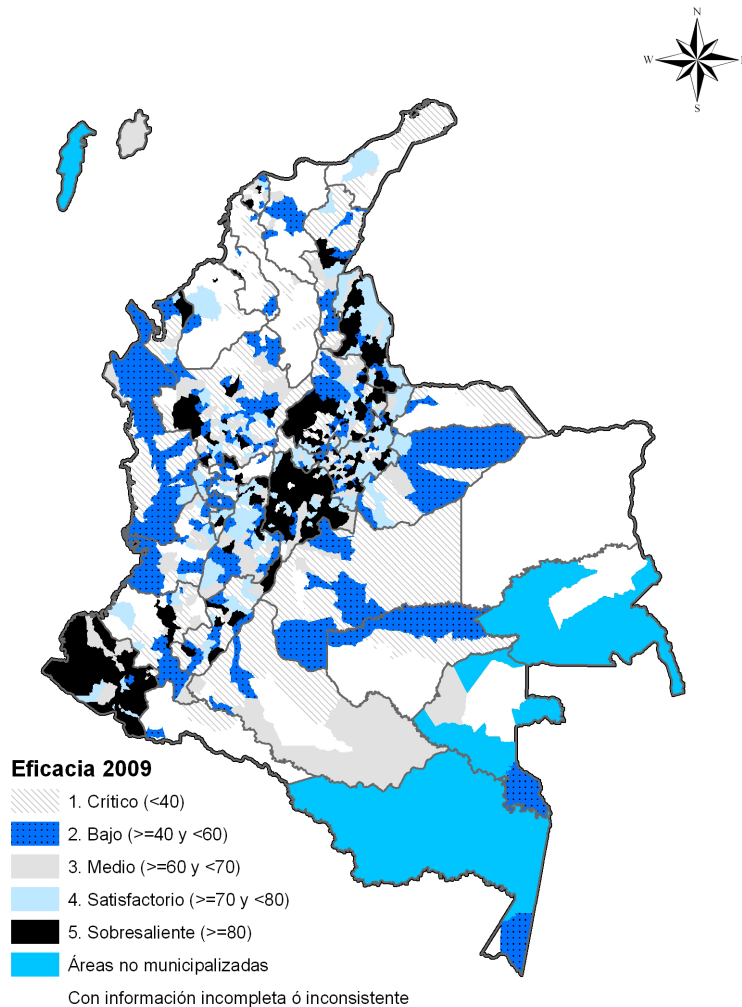 N
W
S
Eficacia 2009
1. Crítico (<40)
2. Bajo (>=40 y <60)
3. Medio (>=60 y <70)
4. Satisfactorio (>=70 y <80)
5. Sobresaliente (>=80)
Áreas no municipalizadas
Con información incompleta ó inconsistente